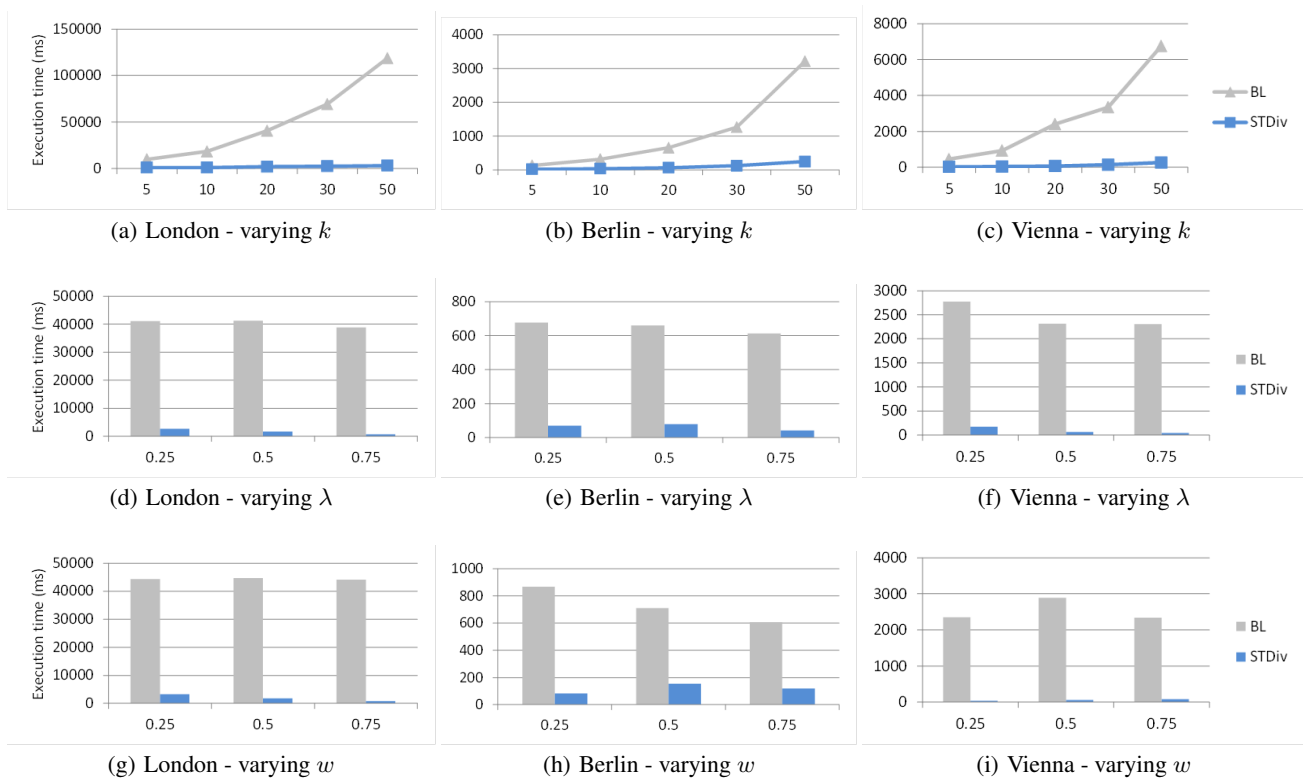 150000
100000
50000
0
Execution time (ms)
5 10 20 30 50
(a) London - varying k
4000
3000
2000
1000
0
5 10 20 30 50
(b) Berlin - varying k
8000
6000
4000
2000
0
5 10 20 30 50
(c) Vienna - varying k
BL
STDiv
50000
40000
30000
20000
10000
0
Execution time (ms)
0.25 0.5 0.75
(d) London - varying λ
800
600
400
200
0
0.25 0.5 0.75
(e) Berlin - varying λ
3000
2500
2000
1500
1000
500
0
0.25 0.5 0.75
(f) Vienna - varying λ
BL
STDiv
50000
40000
30000
20000
10000
0
Execution time (ms)
0.25 0.5 0.75
(g) London - varying w
1000
800
600
400
200
0
0.25 0.5 0.75
(h) Berlin - varying w
4000
3000
2000
1000
0
0.25 0.5 0.75
(i) Vienna - varying w
BL
STDiv